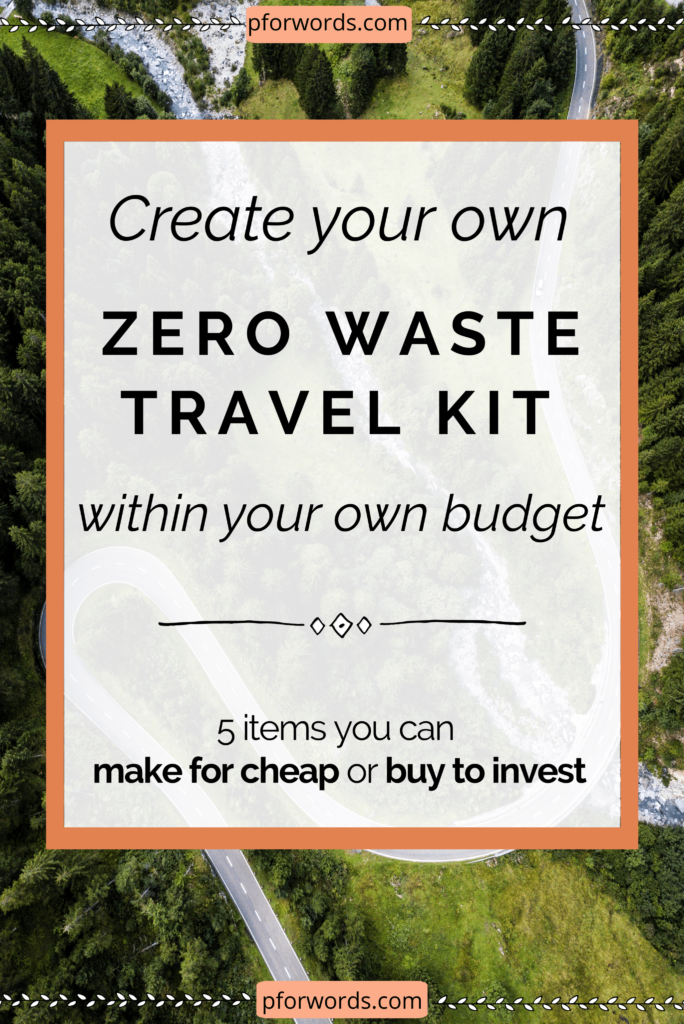 pforwords.com
Create your own
ZERO WASTE
TRAVEL KIT
within your own budget
5 items you can
make for cheap or buy to invest
pforwords.com